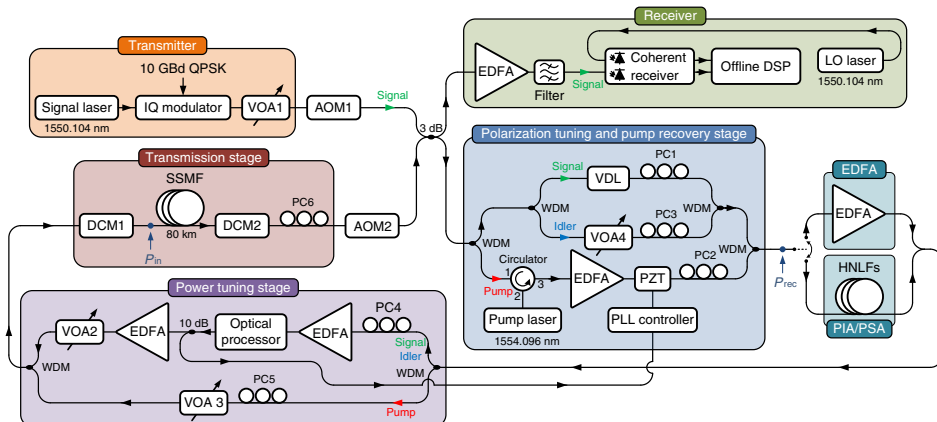 Transmitter
10 GBd QPSK
Signal laser
IQ modulator
VOA1
AOM1
1550.104 nm
Signal
3 dB
Receiver
EDFA
Filter
Signal
Coherent
receiver
Offline DSP
LO laser
1550.104 nm
Transmission stage
SSMF
80 km
DCM1
DCM2
PC6
AOM2
Pin
Polarization tuning and pump recovery stage
Signal
VDL
PC1
WDM
Idler
VOA4
PC3
WDM
WDM
WDM
Circulator
1
2
3
Pump
EDFA
PZT
PC2
Pump laser
1554.096 nm
PLL controller
Prec
EDFA
EDFA
HNLFs
PIA/PSA
Power tuning stage
VOA2
EDFA
10 dB
Optical
processor
EDFA
PC4
Signal
Idler
WDM
WDM
VOA 3
PC5
Pump